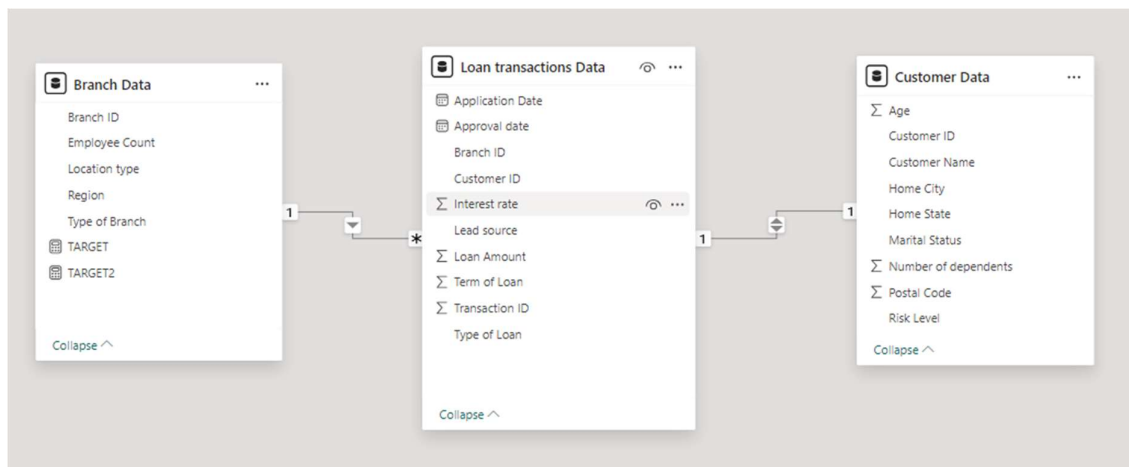 Branch Data
Branch ID
Employee Count
Location type
Region
Type of Branch
TARGET
TARGET2
Collapse
1
*
Loan transactions Data
Application Date
Approval date
Branch ID
Customer ID
Interest rate
Lead source
Loan Amount
Term of Loan
Transaction ID
Type of Loan
Collapse
1
1
Customer Data
Age
Customer ID
Customer Name
Home City
Home State
Marital Status
Number of dependents
Postal Code
Risk Level
Collapse